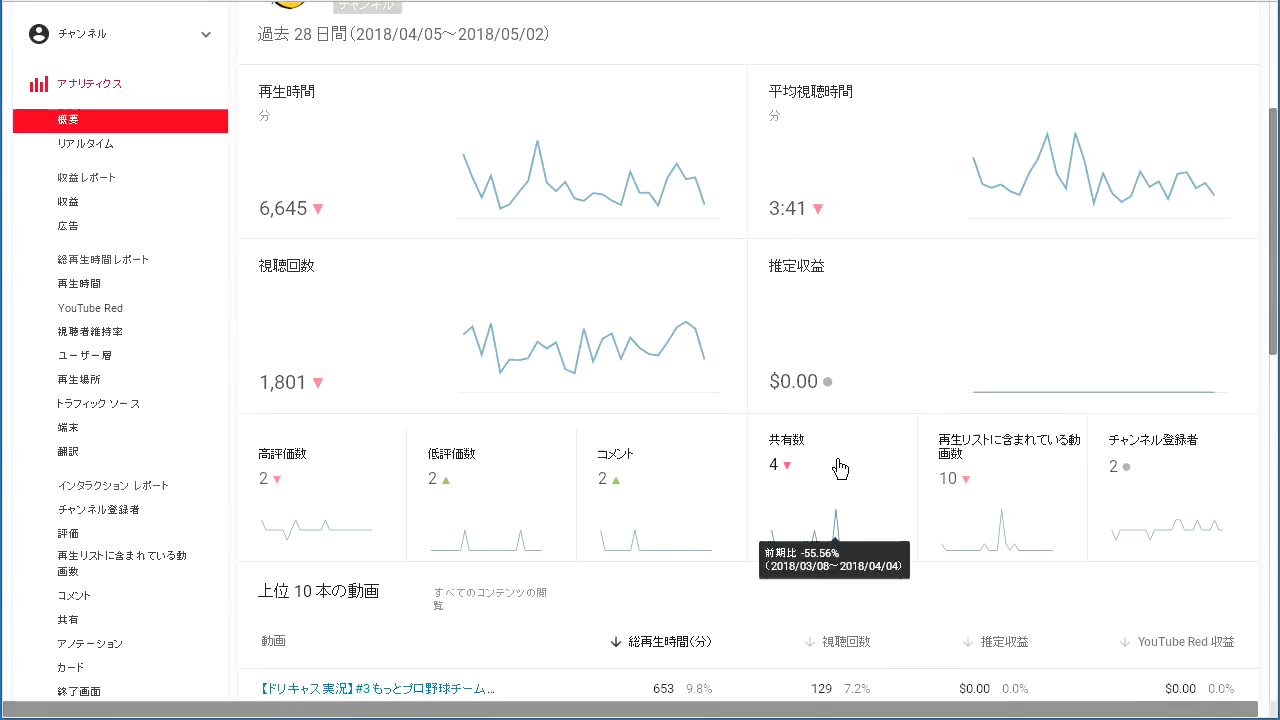 チャンネル
チャンネル
過去 28 日間（2018/04/05～2018/05/02）
アナリティクス
概要
リアルタイム
収益レポート
収益
広告
総再生時間レポート
再生時間
YouTube Red
視聴者維持率
ユーザー層
再生場所
トラフィック ソース
端末
翻訳
インタラクション レポート
チャンネル登録者
評価
再生リストに含まれている動
画数
コメント
共有
アノテーション
カード
終了画面
再生時間
分
6,645
平均視聴時間
分
3:41
視聴回数
1,801
推定収益
$0.00
高評価数
2
低評価数
2
コメント
2
共有数
4
再生リストに含まれている動
画数
10
チャンネル登録者
2
前期比 -55.56%
（2018/03/08～2018/04/04）
上位 10 本の動画
すべてのコンテンツの閲
覧
動画 総再生時間（分） 視聴回数 推定収益 YouTube Red 収益
【ドリキャス実況】#3 もっとプロ野球チーム... 653 9.8% 129 7.2% $0.00 0.0% $0.00 0.0%